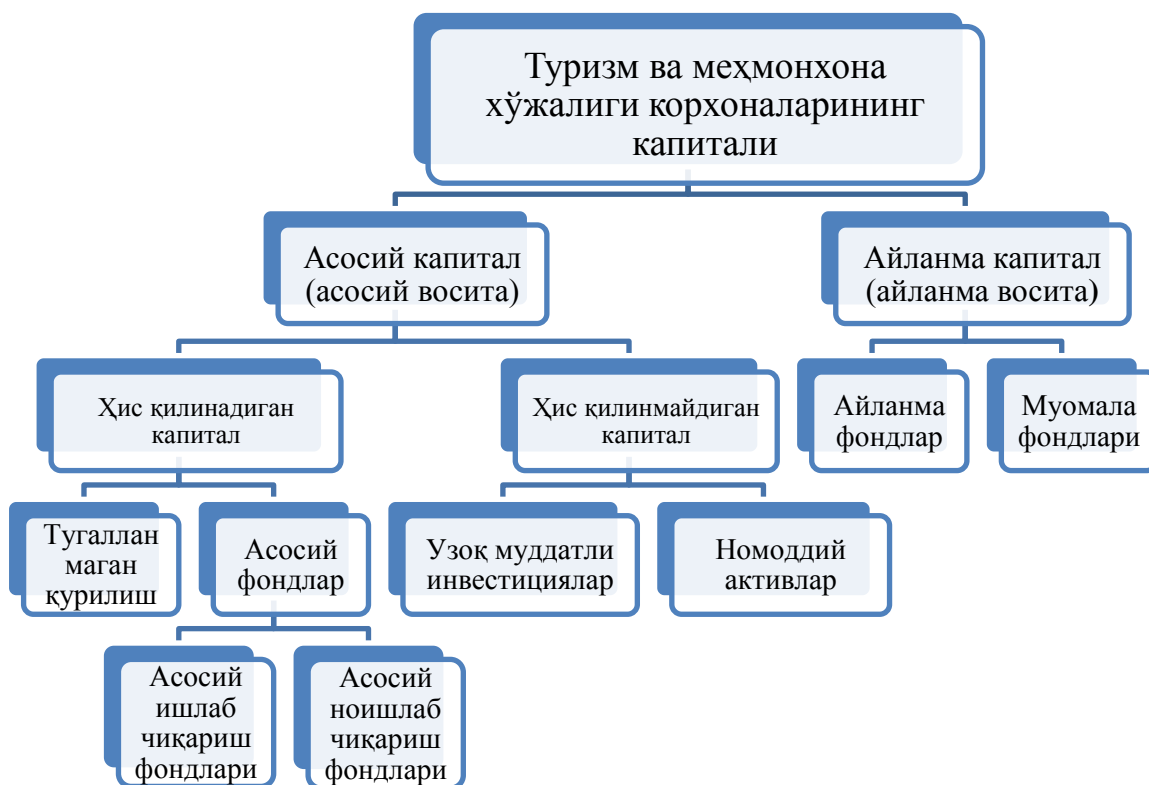 Туризм ва меҳмонхона
хўжалиги корхоналарининг
капитали
Асосий капитал
(асосий восита)
Айланма капитал
(айланма восита)
Ҳис қилинадиган
капитал
Ҳис қилинмайдиган
капитал
Айланма
фондлар
Муомала
фондлари
Тугаллан
маган
қурилиш
Асосий
фондлар
Узоқ муддатли
инвестициялар
Номоддий
активлар
Асосий
ишлаб
чиқариш
фондлари
Асосий
ноишлаб
чиқариш
фондлари